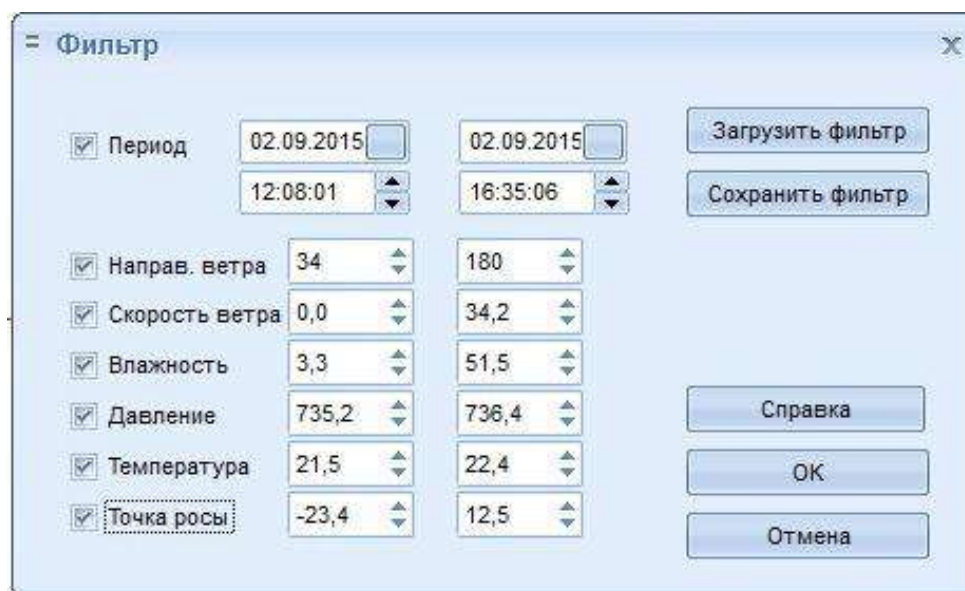 Фильтр
Период 02.09.2015 02.09.2015 Загрузить фильтр
12:08:01 16:35:06 Сохранить фильтр
Направ. ветра 34 180
Скорость ветра 0,0 34,2
Влажность 3,3 51,5
Давление 735,2 736,4 Справка
Температура 21,5 22,4 ОК
Точка росы -23,4 12,5 Отмена